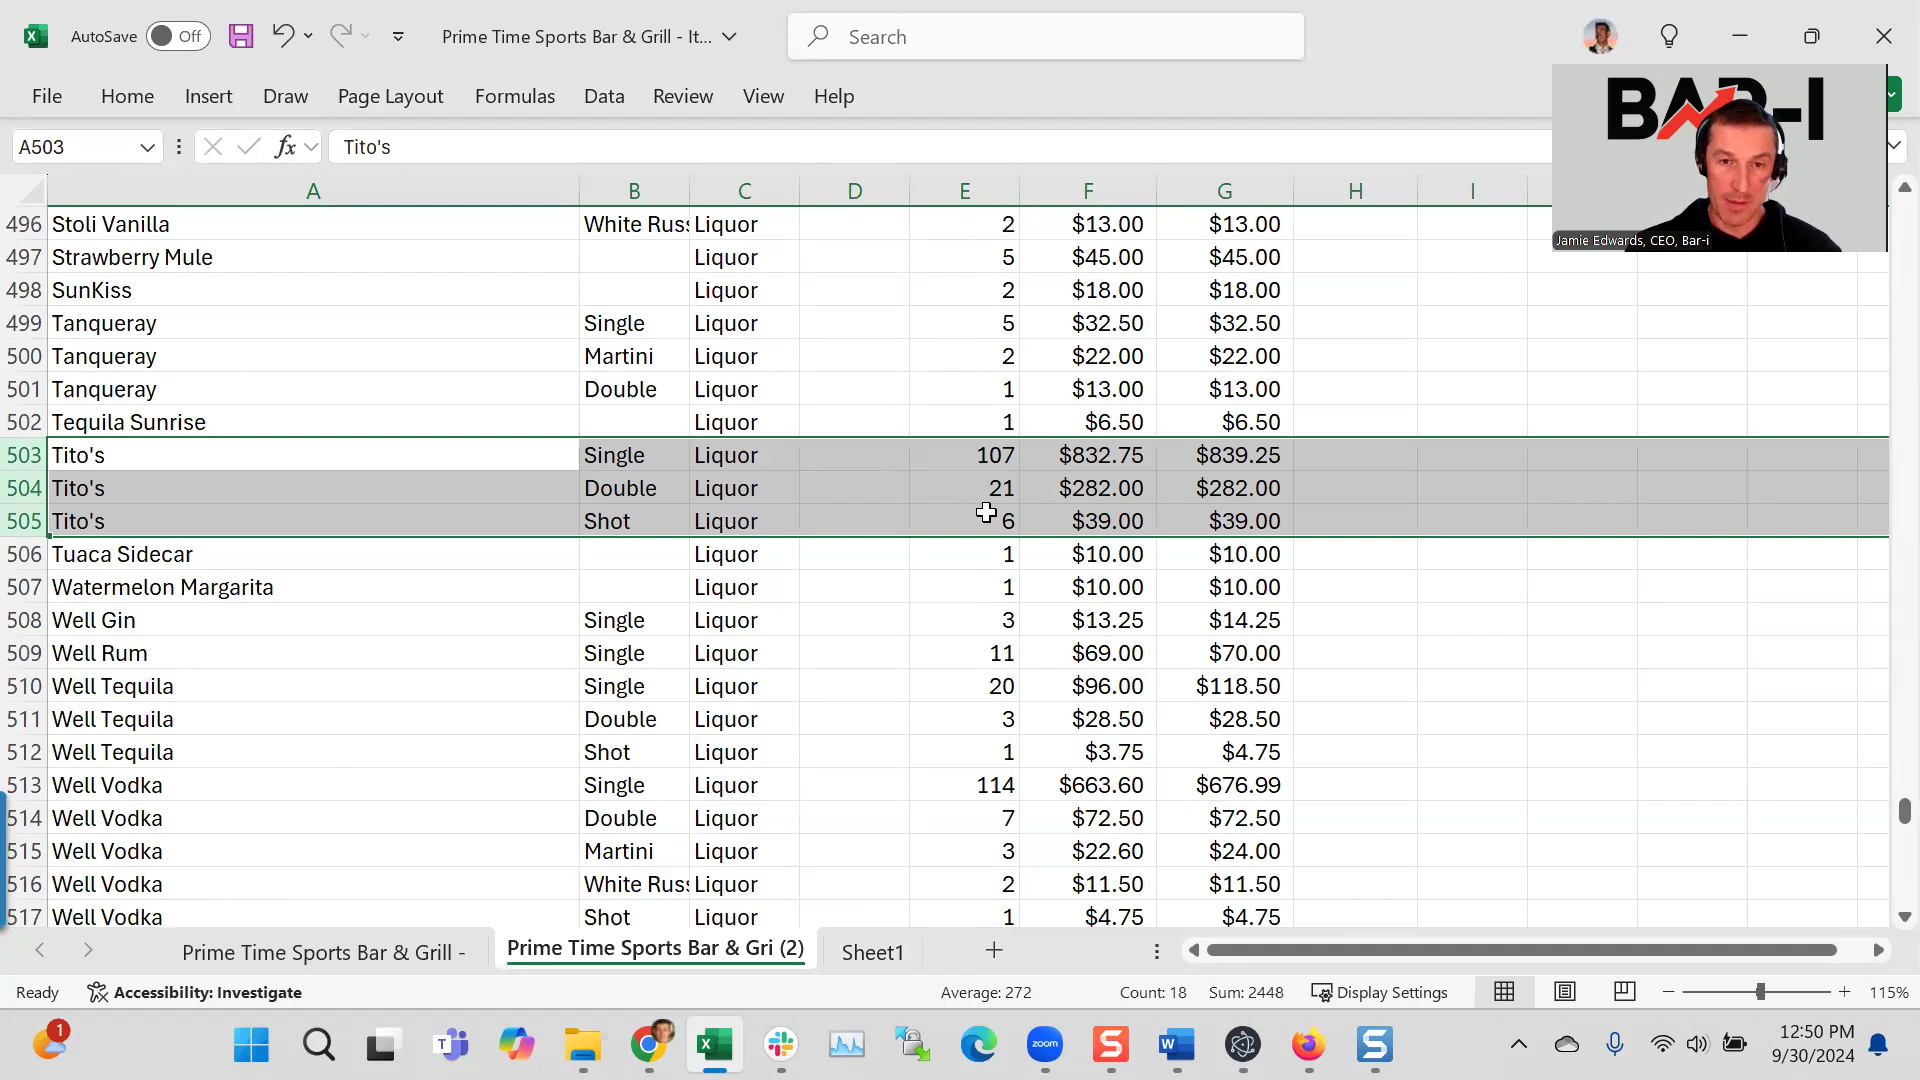 AutoSave Off Prime Time Sports Bar & Grill - It... Search
File Home Insert Draw Page Layout Formulas Data Review View Help
BAR-I
Jamie Edwards, CEO, Bar-i
A503 fx Tito's
A B C D E F G H I
496 Stoli Vanilla White Rus Liquor 2 $13.00 $13.00
497 Strawberry Mule Liquor 5 $45.00 $45.00
498 SunKiss Liquor 2 $18.00 $18.00
499 Tanqueray Single Liquor 5 $32.50 $32.50
500 Tanqueray Martini Liquor 2 $22.00 $22.00
501 Tanqueray Double Liquor 1 $13.00 $13.00
502 Tequila Sunrise Liquor 1 $6.50 $6.50
503 Tito's Single Liquor 107 $832.75 $839.25
504 Tito's Double Liquor 21 $282.00 $282.00
505 Tito's Shot Liquor 6 $39.00 $39.00
506 Tuaca Sidecar Liquor 1 $10.00 $10.00
507 Watermelon Margarita Liquor 1 $10.00 $10.00
508 Well Gin Single Liquor 3 $13.25 $14.25
509 Well Rum Single Liquor 11 $69.00 $70.00
510 Well Tequila Single Liquor 20 $96.00 $118.50
511 Well Tequila Double Liquor 3 $28.50 $28.50
512 Well Tequila Shot Liquor 1 $3.75 $4.75
513 Well Vodka Single Liquor 114 $663.60 $676.99
514 Well Vodka Double Liquor 7 $72.50 $72.50
515 Well Vodka Martini Liquor 3 $22.60 $24.00
516 Well Vodka White Rus Liquor 2 $11.50 $11.50
517 Well Vodka Shot Liquor 1 $4.75 $4.75
Prime Time Sports Bar & Grill - Prime Time Sports Bar & Gri (2) Sheet1
Ready Accessibility: Investigate Average: 272 Count: 18 Sum: 2448 Display Settings 115%
1 zoom 12:50 PM
9/30/2024